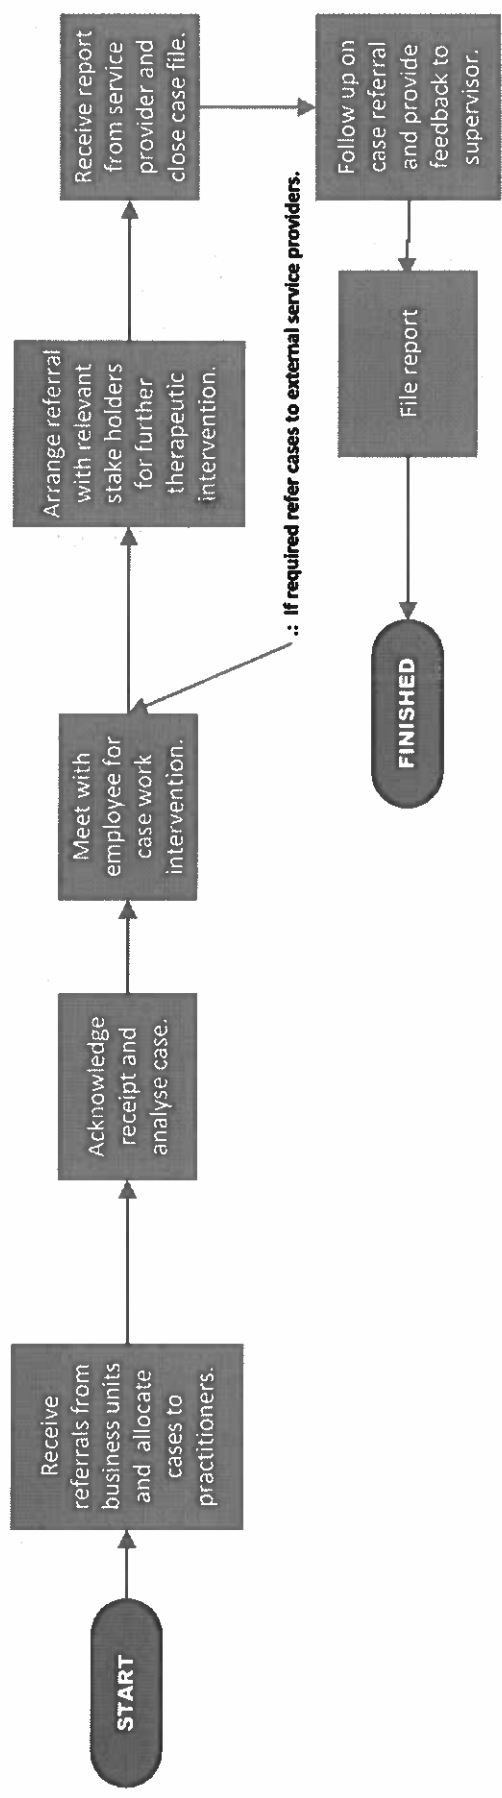 START
Receive
referrals from
business units
and allocate
cases to
practitioners.
Acknowledge
receipt and
analyse case.
Meet with
employee for
case work
intervention.
.: If required refer cases to external service providers.
Arrange referral
with relevant
stake holders
for further
therapeutic
intervention.
Receive report
from service
provider and
close case file.
Follow up on
case referral
and provide
feedback to
supervisor.
File report
FINISHED